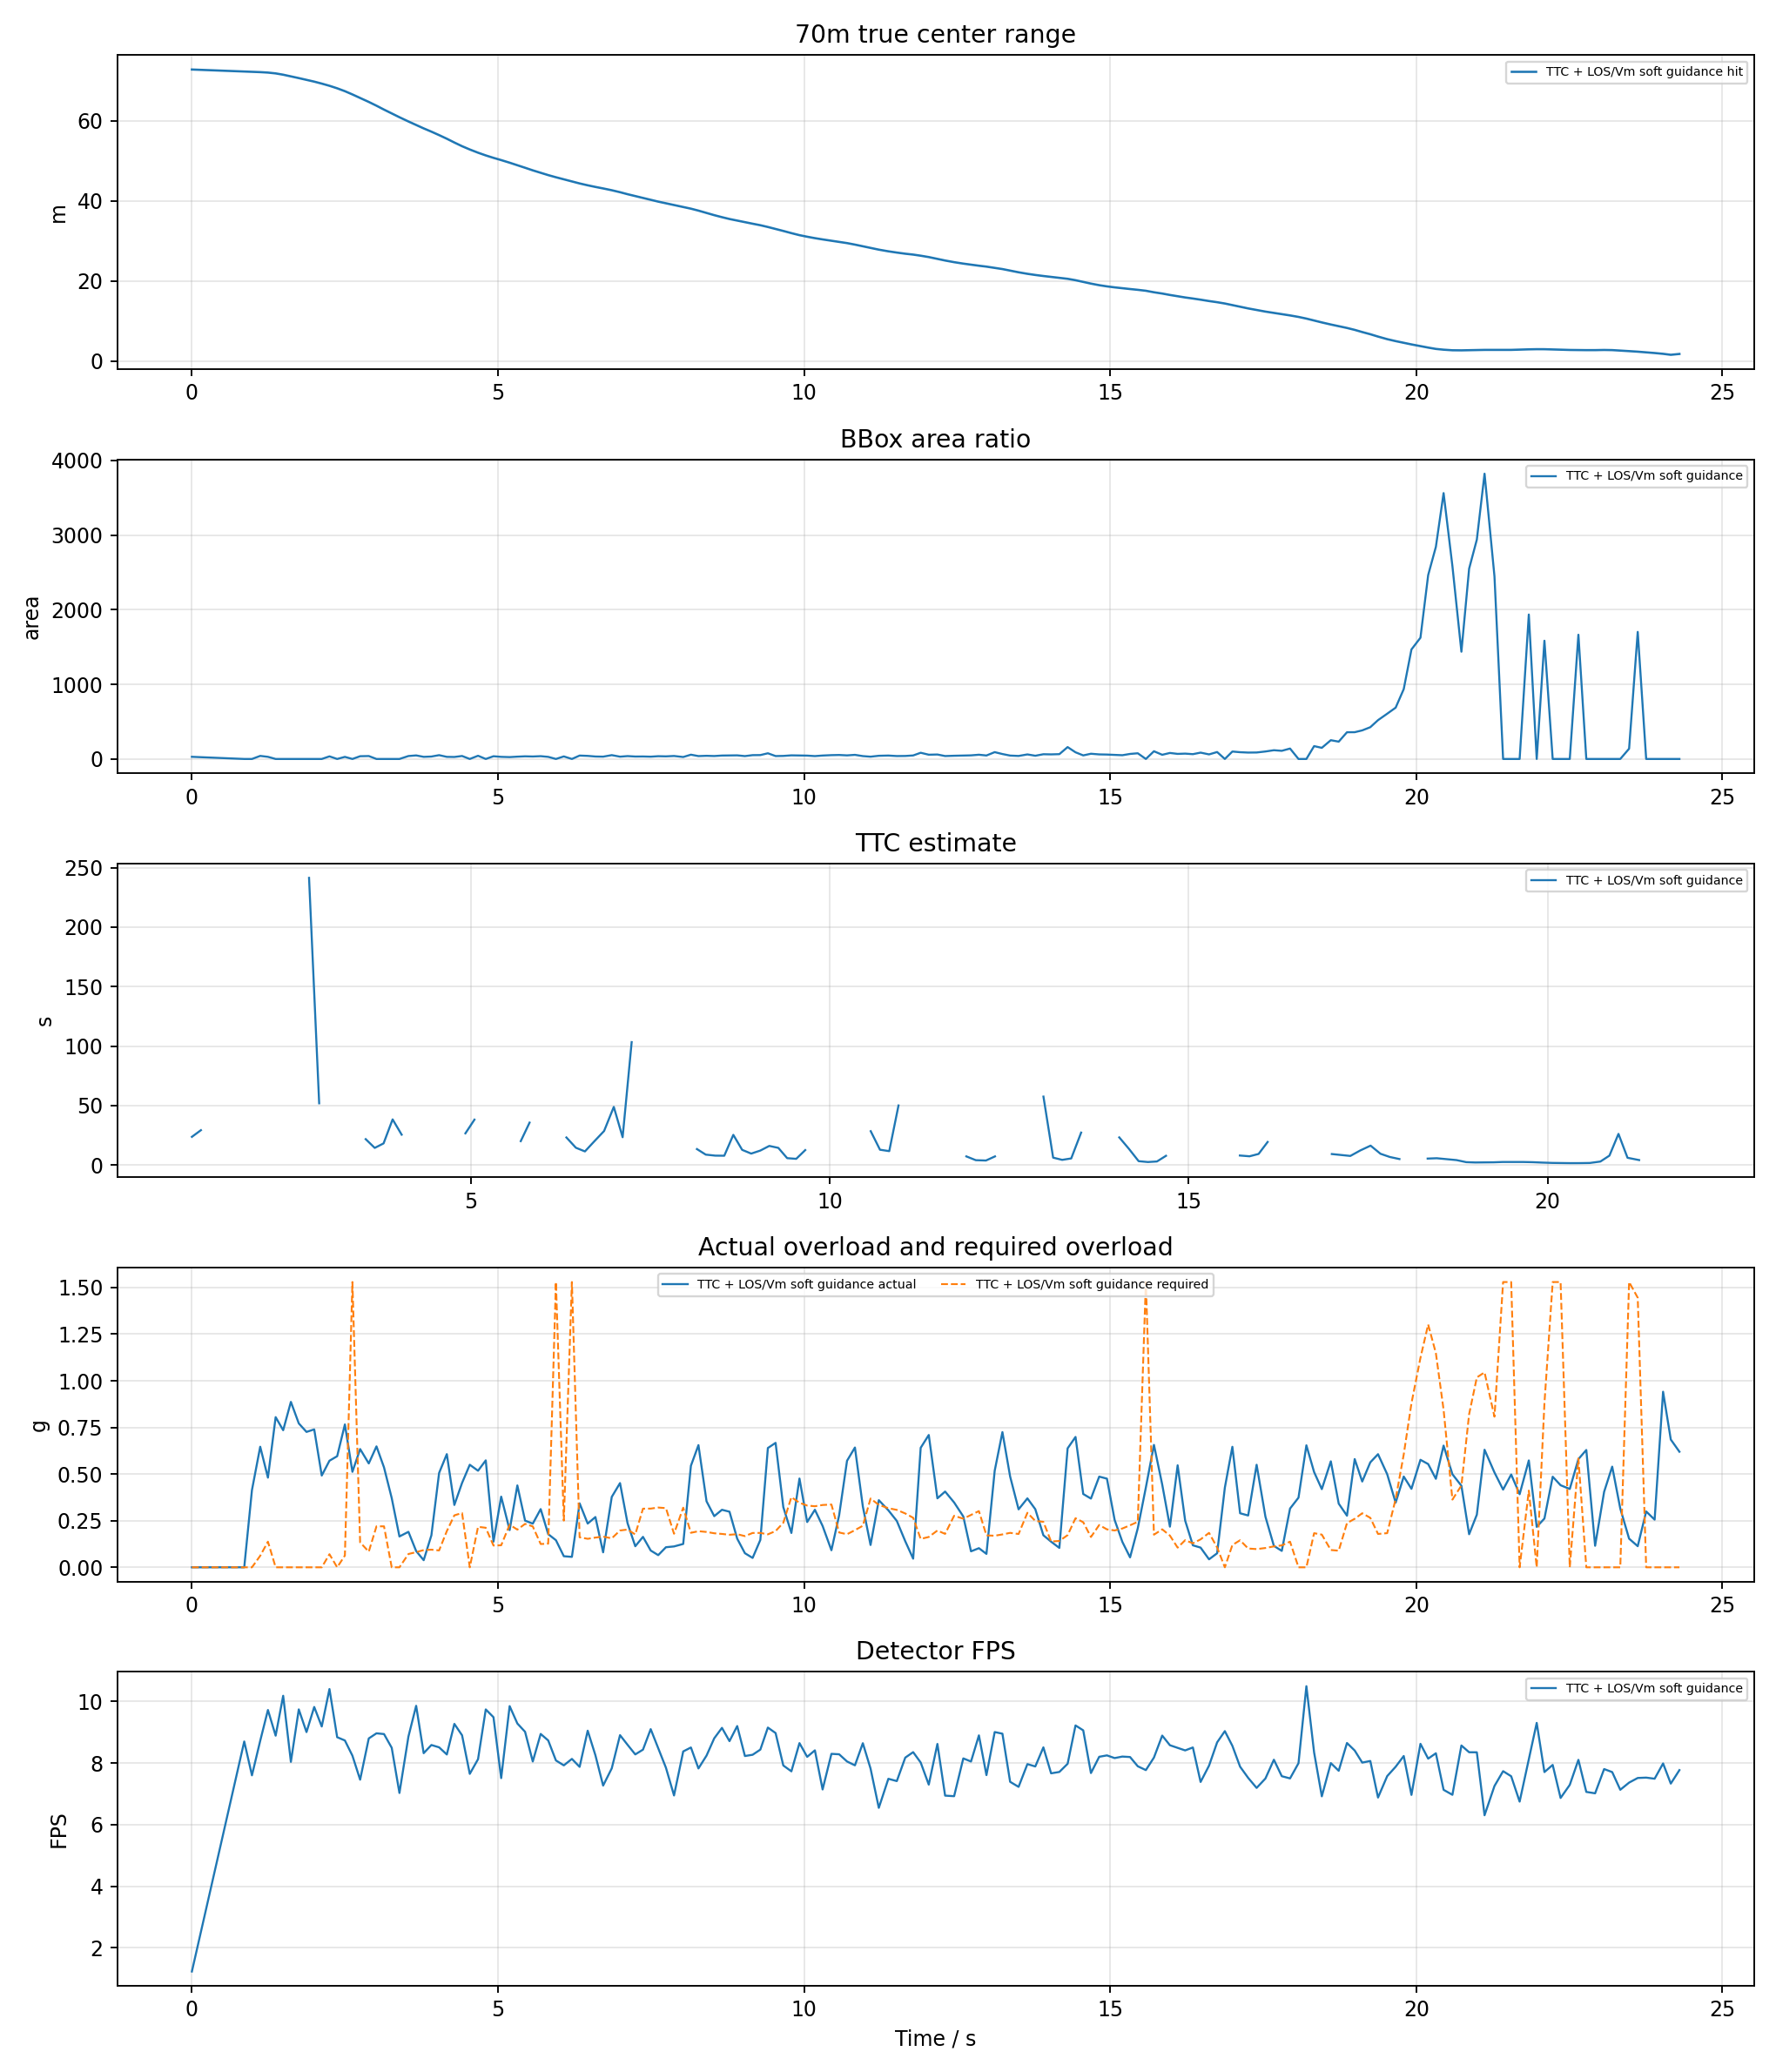 70m true center range
TTC + LOS/Vm soft guidance hit
60
40
20
0
m
0 5 10 15 20 25
BBox area ratio
TTC + LOS/Vm soft guidance
4000
3000
2000
1000
0
area
0 5 10 15 20 25
TTC estimate
TTC + LOS/Vm soft guidance
250
200
150
100
50
0
s
5 10 15 20
Actual overload and required overload
TTC + LOS/Vm soft guidance actual TTC + LOS/Vm soft guidance required
1.50
1.25
1.00
0.75
0.50
0.25
0.00
g
0 5 10 15 20 25
Detector FPS
TTC + LOS/Vm soft guidance
10
8
6
4
2
FPS
0 5 10 15 20 25
Time / s